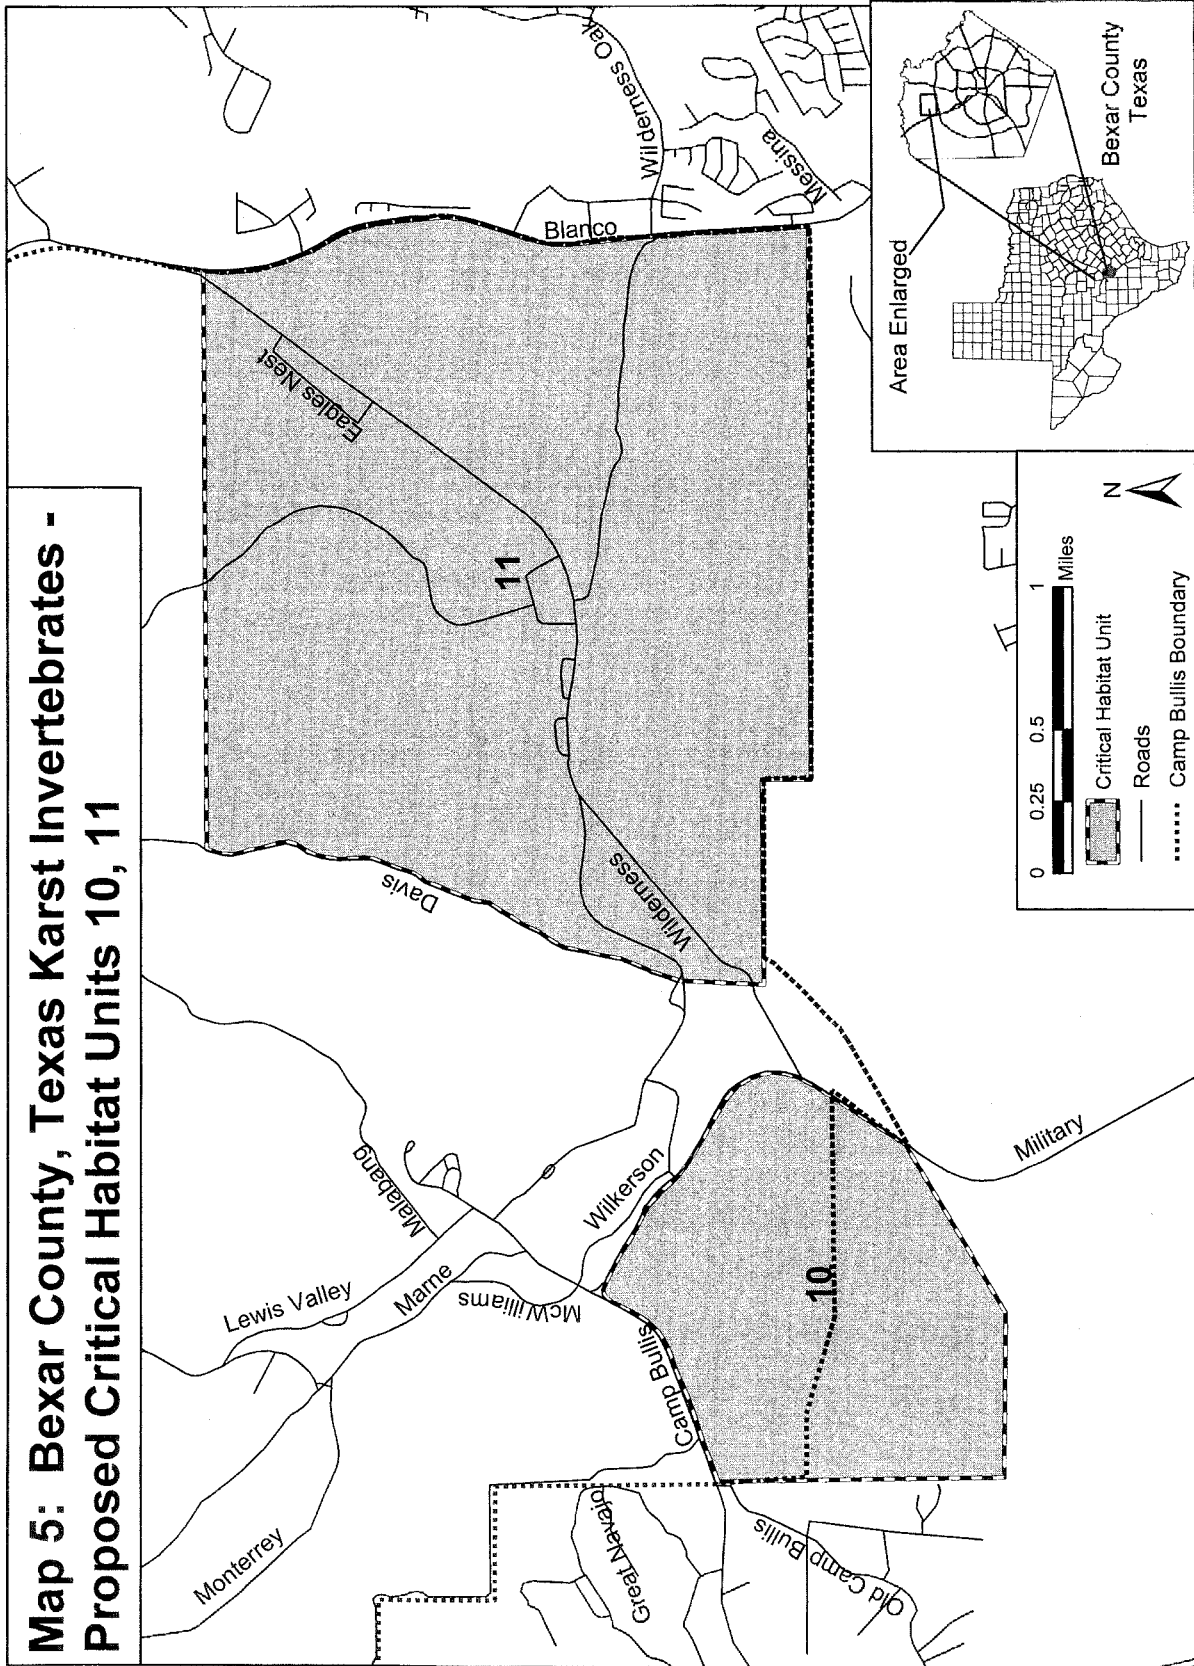 Map 5: Bexar County, Texas Karst Invertebrates -
Proposed Critical Habitat Units 10, 11
Monterrey
Lewis Valley
Marne
McWilliams
Malabang
Wilkerson
Camp Bullis
Great Navajo
Old Camp Bullis
10
Military
Davis
Wilderness
11
Eagles Nest
Blanco
Wilderness Oak
Messina
0
0.25
0.5
1
Miles
N
Critical Habitat Unit
Roads
Camp Bullis Boundary
Area Enlarged
Bexar County
Texas